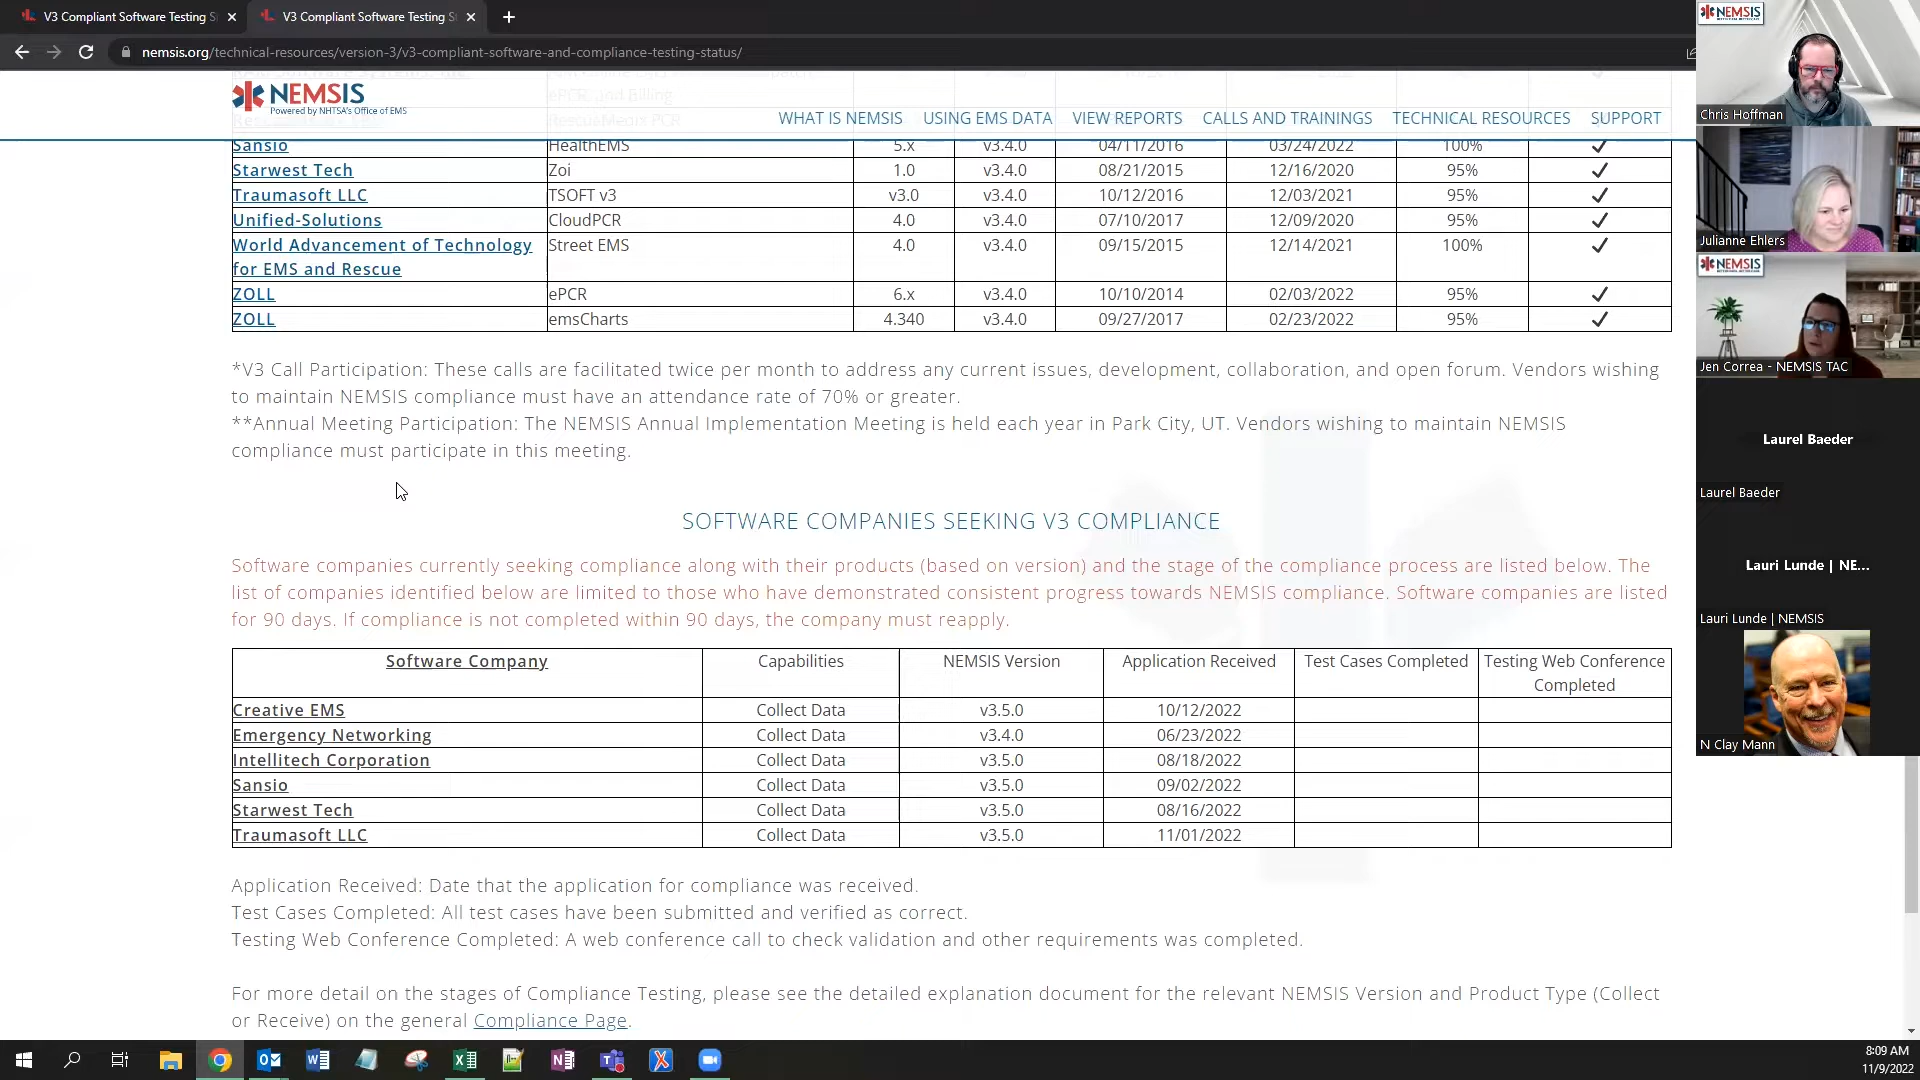 V3 Compliant Software Testing S
V3 Compliant Software Testing S
nemsis.org/technical-resources/version-3/v3-compliant-software-and-compliance-testing-status/
NEMSIS
Powered by NHTSA's Office of EMS
WHAT IS NEMSIS USING EMS DATA VIEW REPORTS CALLS AND TRAININGS TECHNICAL RESOURCES SUPPORT
Sansio HealthEMS 5.x v3.4.0 04/11/2016 03/24/2022 100% ✓
Starwest Tech Zoi 1.0 v3.4.0 08/21/2015 12/16/2020 95% ✓
Traumasoft LLC TSOFT v3 v3.0 v3.4.0 10/12/2016 12/03/2021 95% ✓
Unified-Solutions CloudPCR 4.0 v3.4.0 07/10/2017 12/09/2020 95% ✓
World Advancement of Technology Street EMS 4.0 v3.4.0 09/15/2015 12/14/2021 100% ✓
for EMS and Rescue
ZOLL ePCR 6.x v3.4.0 10/10/2014 02/03/2022 95% ✓
ZOLL emsCharts 4.340 v3.4.0 09/27/2017 02/23/2022 95% ✓
*V3 Call Participation: These calls are facilitated twice per month to address any current issues, development, collaboration, and open forum. Vendors wishing
to maintain NEMSIS compliance must have an attendance rate of 70% or greater.
**Annual Meeting Participation: The NEMSIS Annual Implementation Meeting is held each year in Park City, UT. Vendors wishing to maintain NEMSIS
compliance must participate in this meeting.
SOFTWARE COMPANIES SEEKING V3 COMPLIANCE
Software companies currently seeking compliance along with their products (based on version) and the stage of the compliance process are listed below. The
list of companies identified below are limited to those who have demonstrated consistent progress towards NEMSIS compliance. Software companies are listed
for 90 days. If compliance is not completed within 90 days, the company must reapply.
Software Company Capabilities NEMSIS Version Application Received Test Cases Completed Testing Web Conference
Completed
Creative EMS Collect Data v3.5.0 10/12/2022
Emergency Networking Collect Data v3.4.0 06/23/2022
Intellitech Corporation Collect Data v3.5.0 08/18/2022
Sansio Collect Data v3.5.0 09/02/2022
Starwest Tech Collect Data v3.5.0 08/16/2022
Traumasoft LLC Collect Data v3.5.0 11/01/2022
Application Received: Date that the application for compliance was received.
Test Cases Completed: All test cases have been submitted and verified as correct.
Testing Web Conference Completed: A web conference call to check validation and other requirements was completed.
For more detail on the stages of Compliance Testing, please see the detailed explanation document for the relevant NEMSIS Version and Product Type (Collect
or Receive) on the general Compliance Page.
NEMSIS
Chris Hoffman
Julianne Ehlers
NEMSIS
Jen Correa - NEMSIS TAC
Laurel Baeder
Laurel Baeder
Lauri Lunde | NE...
Lauri Lunde | NEMSIS
N Clay Mann
8:09 AM
11/9/2022